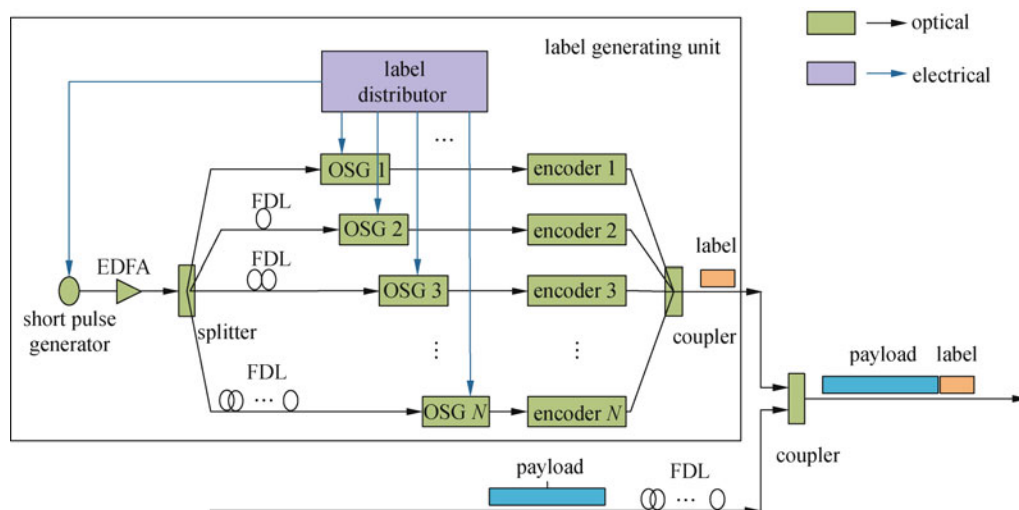 label generating unit
optical
electrical
label
distributor
...
OSG 1
encoder 1
FDL
OSG 2
encoder 2
label
EDFA
FDL
OSG 3
encoder 3
short pulse
generator
splitter
⋮
⋮
coupler
payload
label
FDL
...
OSG N
encoder N
coupler
payload
FDL
...